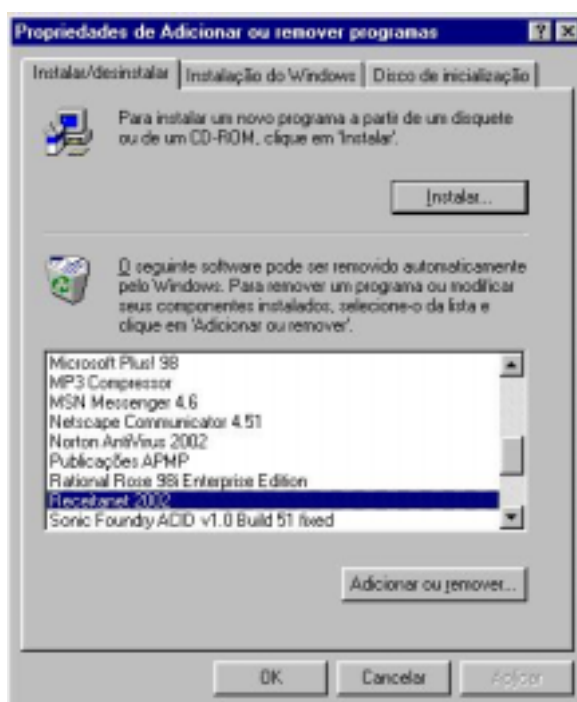 Propriedades de Adicionar ou remover programas
Instalar/desinstalar Instalação do Windows Disco de inicialização
Para instalar um novo programa a partir de um disquete
ou de um CD-ROM, clique em 'Instalar'.
Instalar...
O seguinte software pode ser removido automaticamente
pelo Windows. Para remover um programa ou modificar
seus componentes instalados, selecione-o da lista e
clique em 'Adicionar ou remover'.
Microsoft Plus! 98
MP3 Compressor
MSN Messenger 4.6
Netscape Communicator 4.51
Norton AntiVirus 2002
Publicações APMP
Rational Rose 98i Enterprise Edition
Receitanet 2002
Sonic Foundry ACID v1.0 Build 51 fixed
Adicionar ou remover...
OK Cancelar Aplicar